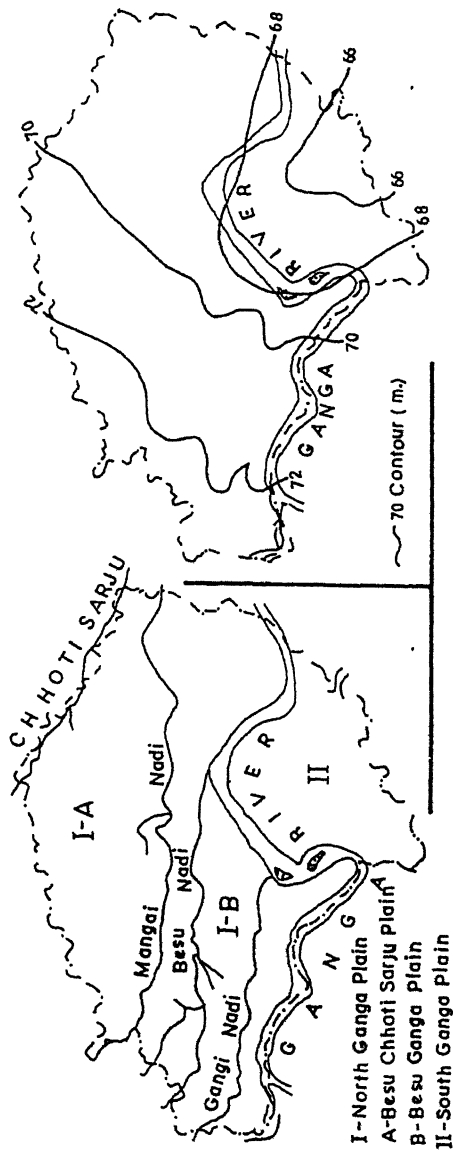 CHHOTI SARJU
I-A
Mangai Nadi
Besu Nadi
I-B
Gangi Nadi
GANGA RIVER
II
I-North Ganga Plain
A-Besu Chhoti Sarju Plain
B-Besu Ganga Plain
II-South Ganga Plain
72
70
68
66
GANGA RIVER
72
70
68
66
70 Contour (m.)